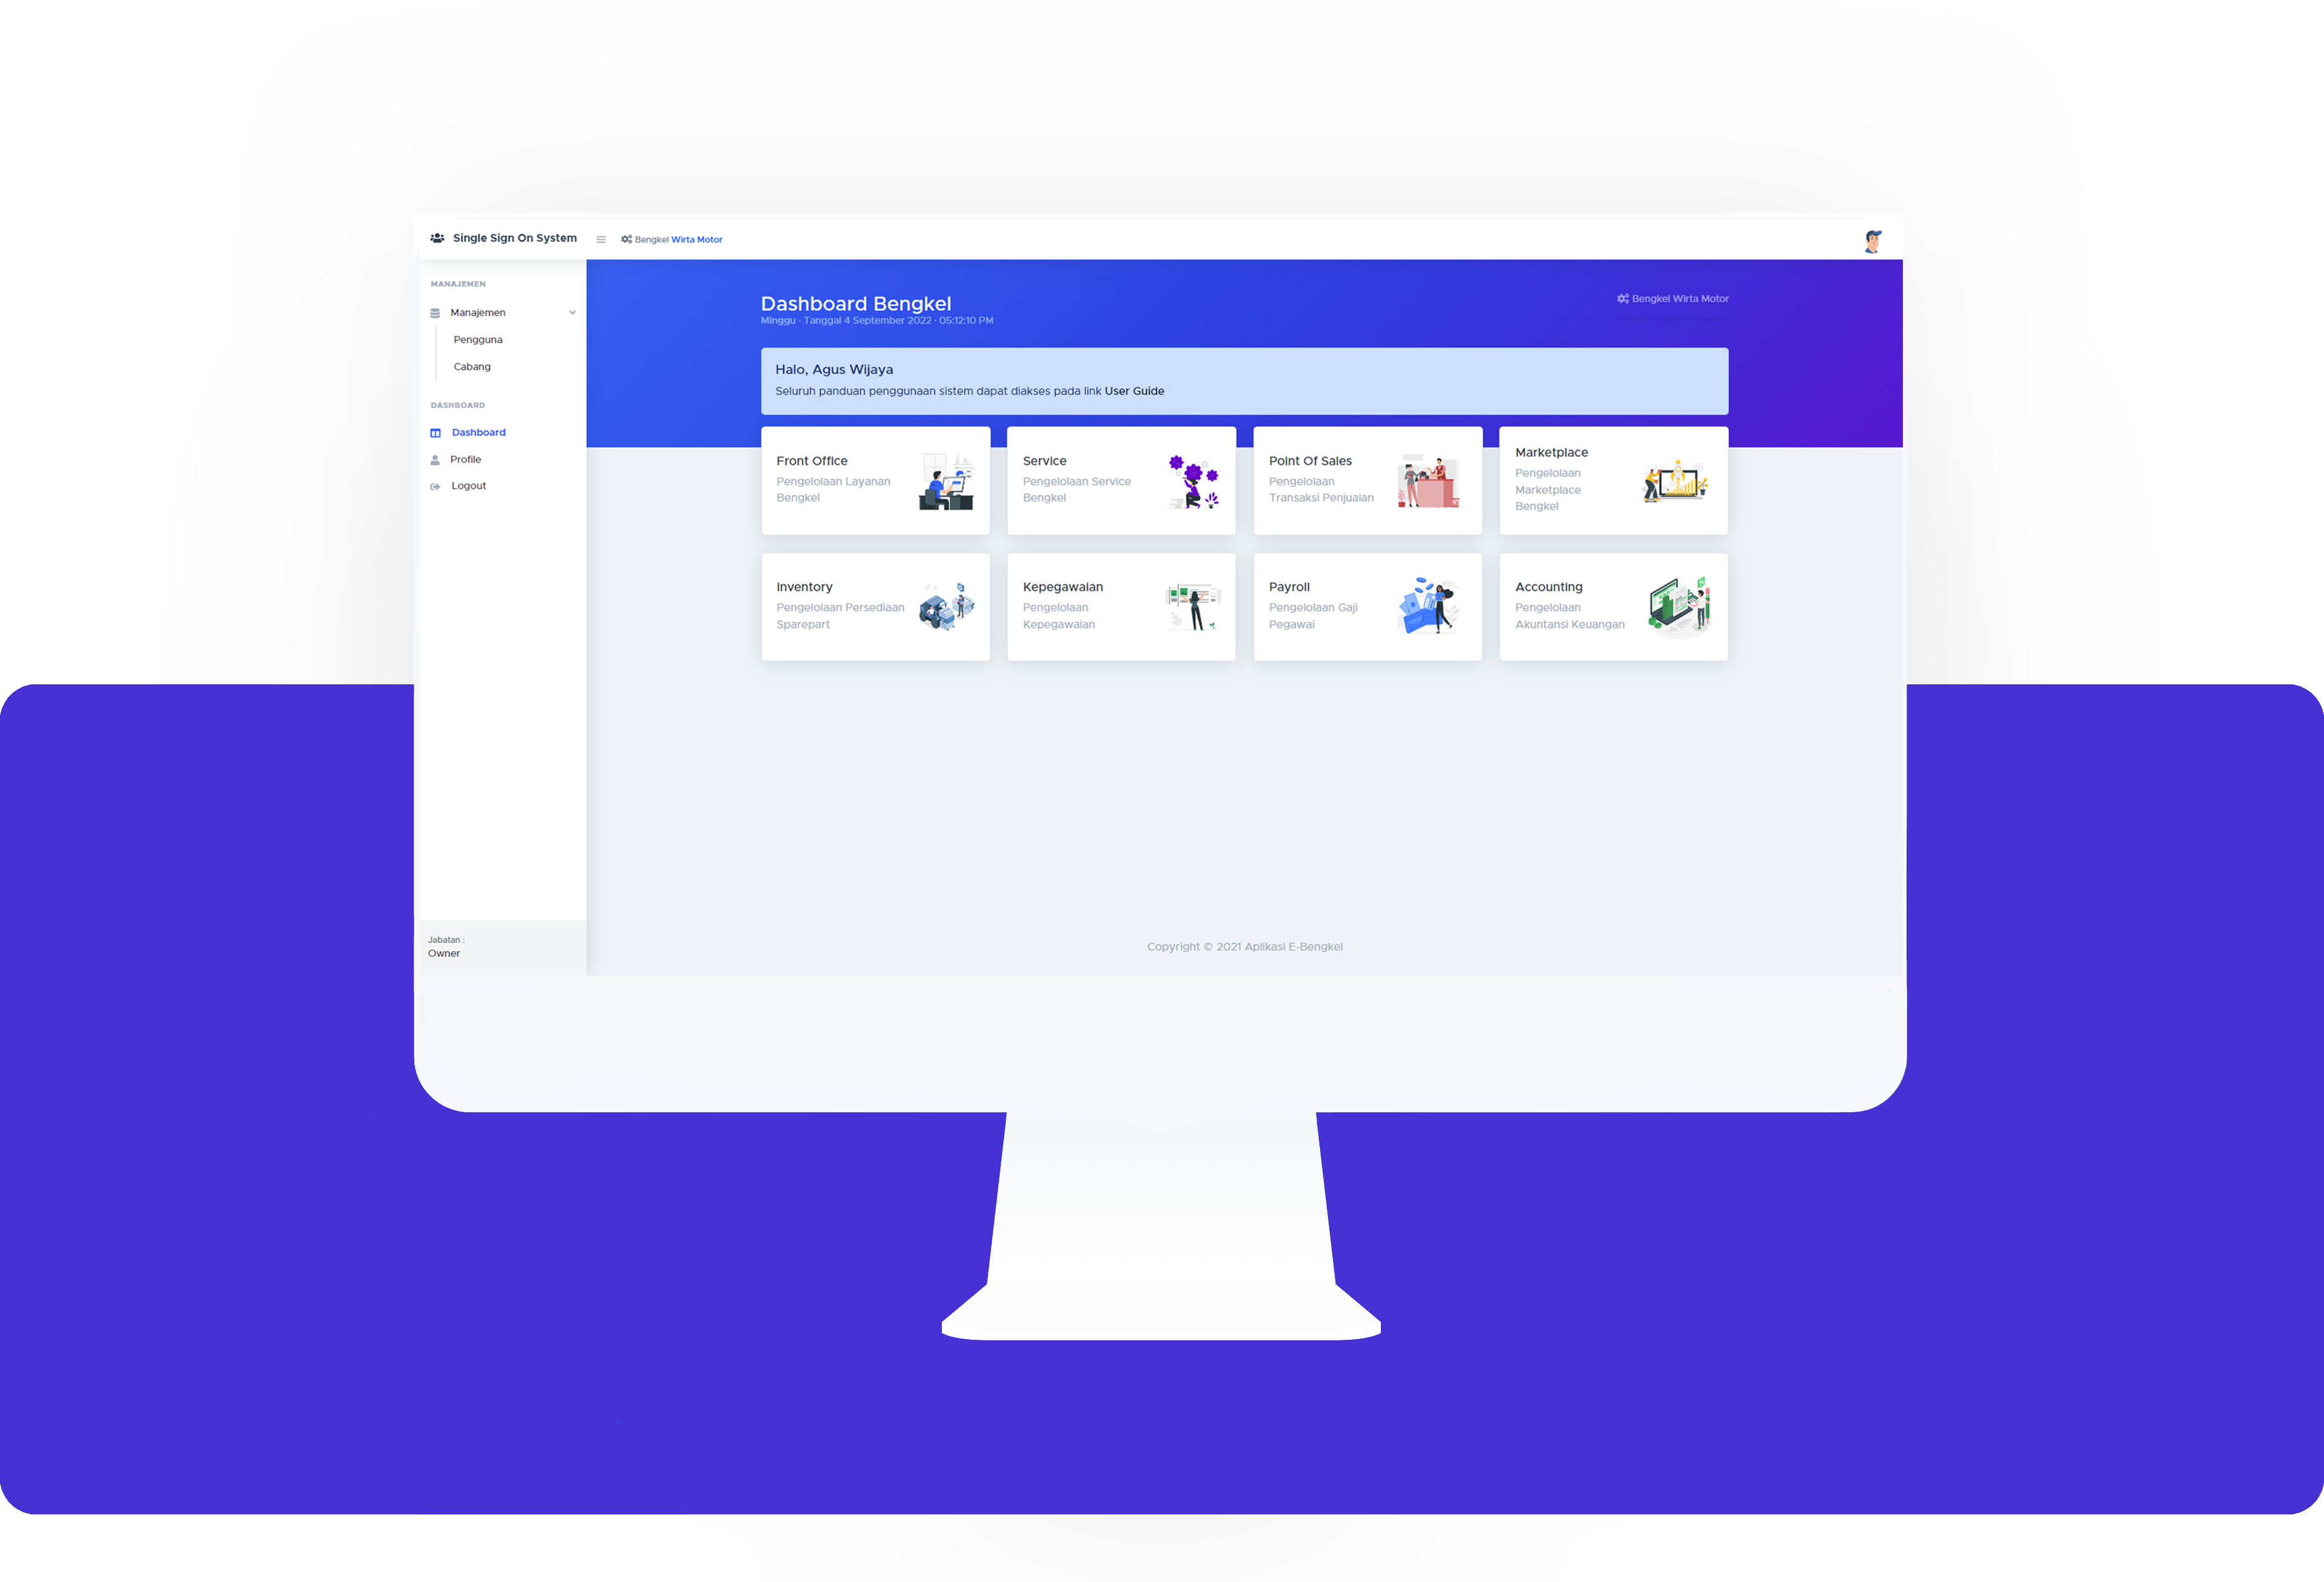 Single Sign On System
Bengkel Wirta Motor
MANAJEMEN
Manajemen
Pengguna
Cabang
DASHBOARD
Dashboard
Profile
Logout
Jabatan :
Owner
Dashboard Bengkel
Minggu · Tanggal 4 September 2022 · 05:12:10 PM
Bengkel Wirta Motor
Halo, Agus Wijaya
Seluruh panduan penggunaan sistem dapat diakses pada link User Guide
Front Office
Pengelolaan Layanan
Bengkel
Service
Pengelolaan Service
Bengkel
Point Of Sales
Pengelolaan
Transaksi Penjualan
Marketplace
Pengelolaan
Marketplace
Bengkel
Inventory
Pengelolaan Persediaan
Sparepart
Kepegawaian
Pengelolaan
Kepegawaian
Payroll
Pengelolaan Gaji
Pegawai
Accounting
Pengelolaan
Akuntansi Keuangan
Copyright © 2021 Aplikasi E-Bengkel